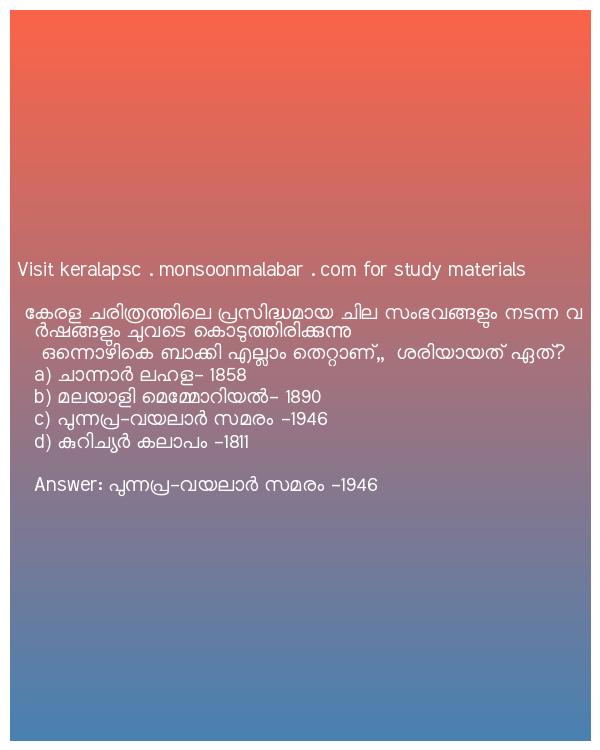 Visit keralapsc .monsoonmalabar .com for study materials
കേരള ചരിത്രത്തിലെ പ്രസിദ്ധമായ ചില സംഭവങ്ങളും നടന്ന വ
ർഷങ്ങളും ചുവടെ കൊടുത്തിരിക്കുന്നു
ഒന്നൊഴികെ ബാക്കി എല്ലാം തെറ്റാണ്,, ശരിയായത് ഏത്?
a) ചാന്നാർ ലഹള- 1858
b) മലയാളി മെമ്മോറിയൽ- 1890
c) പുന്നപ്ര-വയലാർ സമരം -1946
d) കുറിച്യർ കലാപം -1811
Answer: പുന്നപ്ര-വയലാർ സമരം -1946